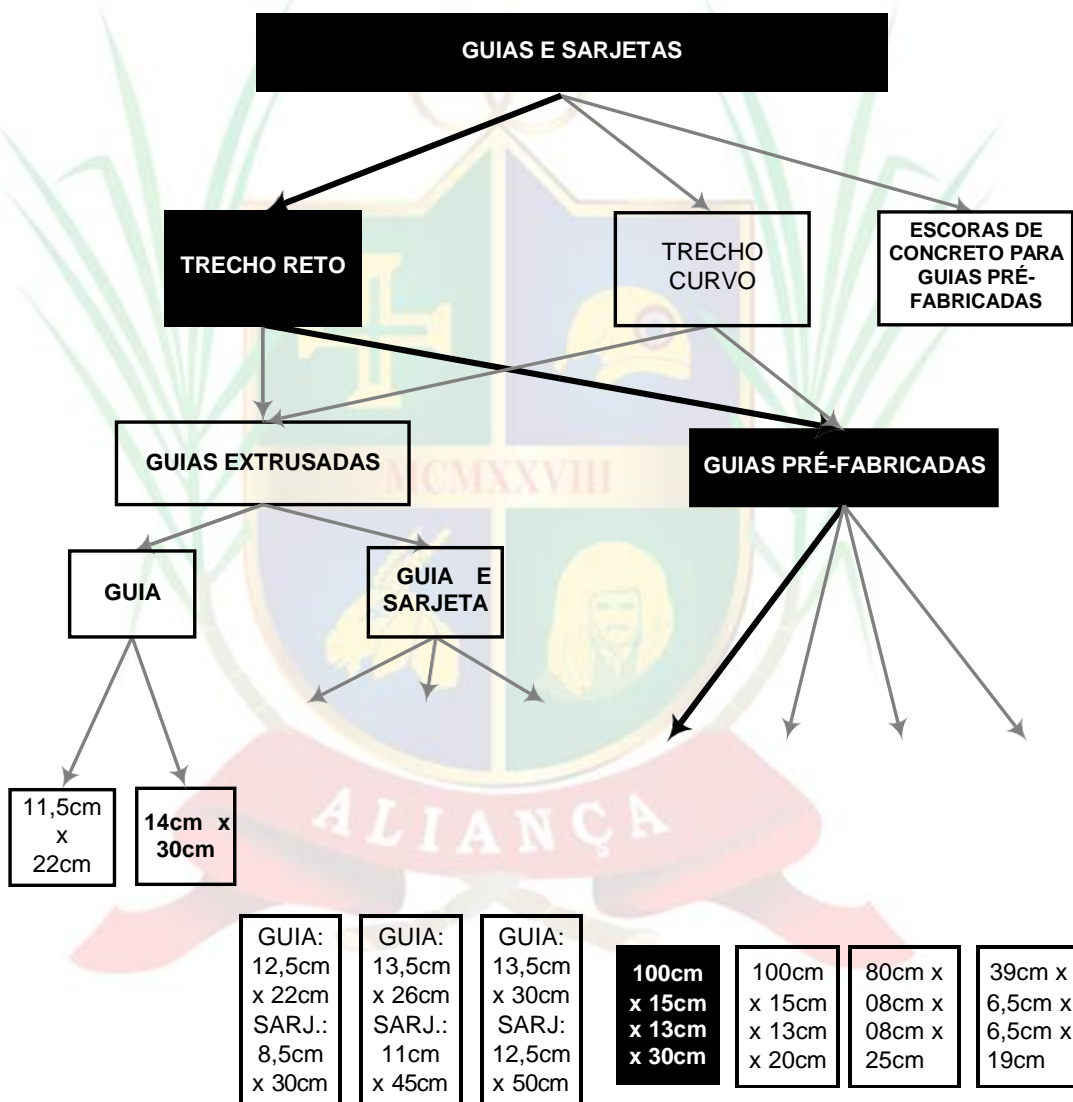 GUIAS E SARJETAS
TRECHO RETO
TRECHO
CURVO
ESCORAS DE
CONCRETO PARA
GUIAS PRÉ-
FABRICADAS
GUIAS EXTRUSADAS
GUIAS PRÉ-FABRICADAS
MCMXXVIII
GUIA
GUIA E
SARJETA
11,5cm
x
22cm
14cm x
30cm
ALIANÇA
GUIA:
12,5cm
x 22cm
SARJ.:
8,5cm
x 30cm
GUIA:
13,5cm
x 26cm
SARJ.:
11cm
x 45cm
GUIA:
13,5cm
x 30cm
SARJ:
12,5cm
x 50cm
100cm
x 15cm
x 13cm
x 30cm
100cm
x 15cm
x 13cm
x 20cm
80cm x
08cm x
08cm x
25cm
39cm x
6,5cm x
6,5cm x
19cm